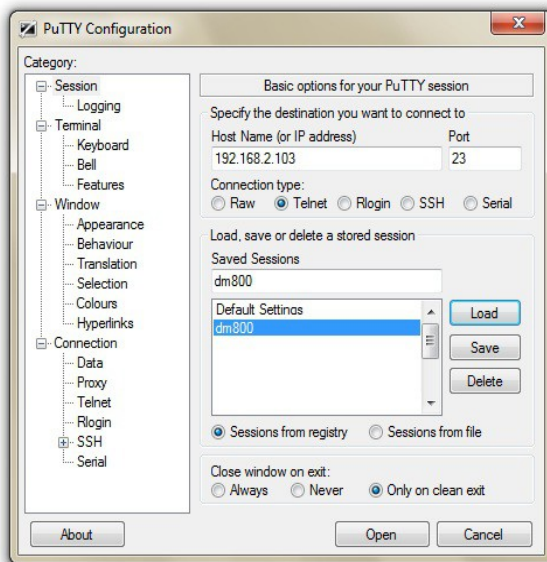 PuTTY Configuration
Category:
Session
Logging
Terminal
Keyboard
Bell
Features
Window
Appearance
Behaviour
Translation
Selection
Colours
Hyperlinks
Connection
Data
Proxy
Telnet
Rlogin
SSH
Serial
Basic options for your PuTTY session
Specify the destination you want to connect to
Host Name (or IP address) Port
192.168.2.103 23
Connection type:
Raw Telnet Rlogin SSH Serial
Load, save or delete a stored session
Saved Sessions
dm800
Default Settings
dm800
Load
Save
Delete
Sessions from registry Sessions from file
Close window on exit:
Always Never Only on clean exit
About Open Cancel